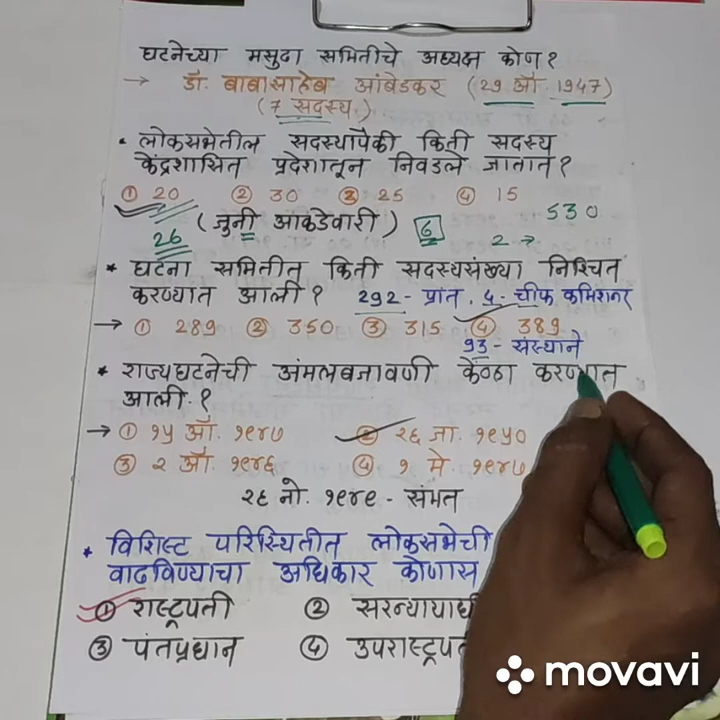 घटनेच्या मसुदा समितीचे अध्यक्ष कोण?
→ डॉ. बाबासाहेब आंबेडकर (29 ऑ. 1947)
(7 सदस्य.)
• लोकसभेतील सदस्यांपैकी किती सदस्य
केंद्रशासित प्रदेशातून निवडले जातात?
① 20 ② 30 ③ 25 ④ 15
26 (जुनी आकडेवारी) 6 2 → 530
* घटना समितीत किती सदस्यसंख्या निश्चित
करण्यात आली? 292 - प्रांत, 4 - चीफ कमिशनर
→ ① 289 ② 350 ③ 315 ④ 389
93 - संस्थाने
* राज्यघटनेची अंमलबजावणी केव्हा करण्यात
आली.?
→ ① १५ ऑ. १९४७ ② २६ जा. १९५०
③ २ ऑ. १९४६ ④ १ मे. १९४७
२६ नो. १९४९ - संमत
* विशिष्ट परिस्थितीत लोकसभेची
वाढविण्याचा अधिकार कोणास
① राष्ट्रपती ② सरन्यायाधी
③ पंतप्रधान ④ उपराष्ट्रपत
movavi